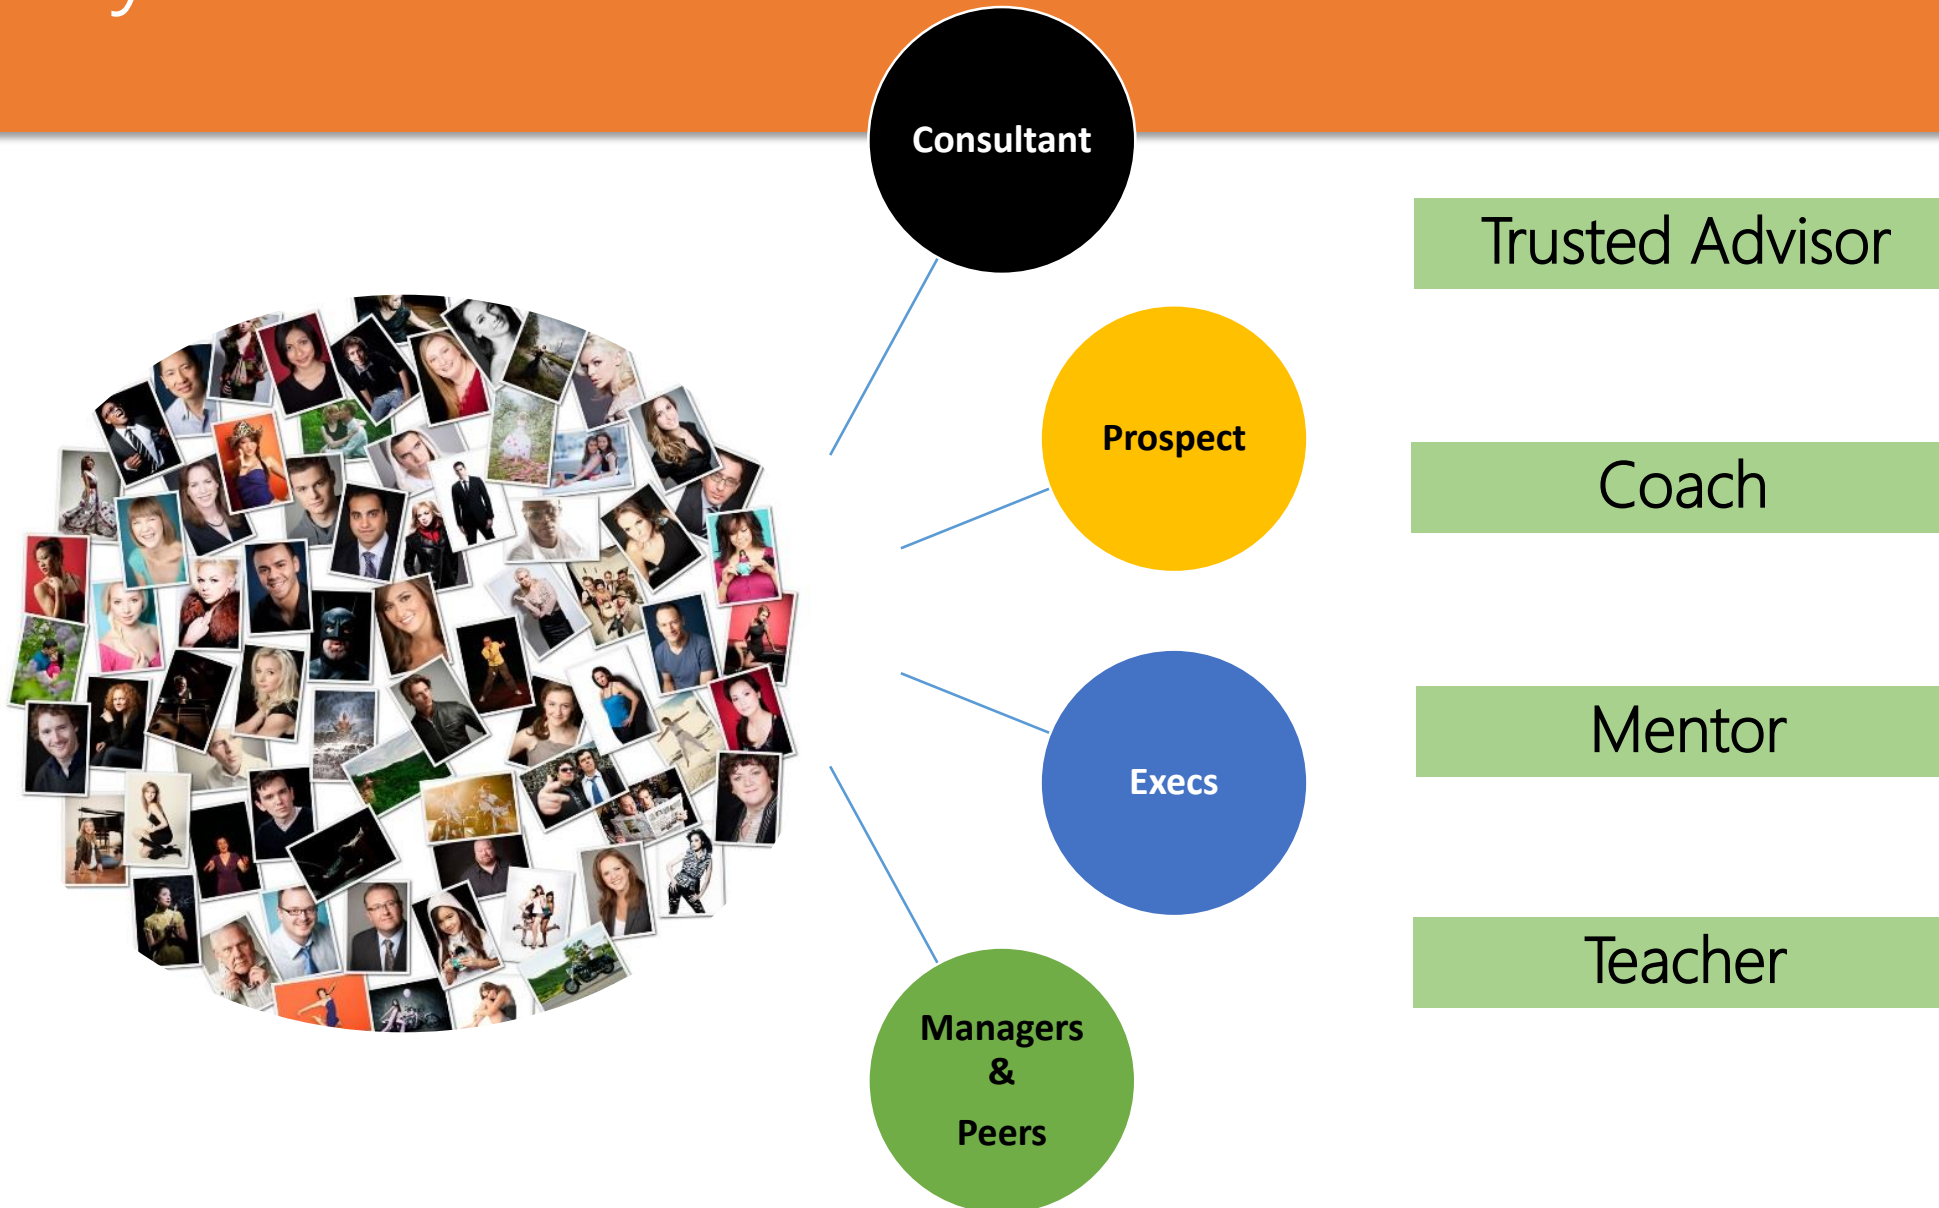 Consultant
Trusted Advisor
Prospect
Coach
Execs
Mentor
Teacher
Managers
&
Peers